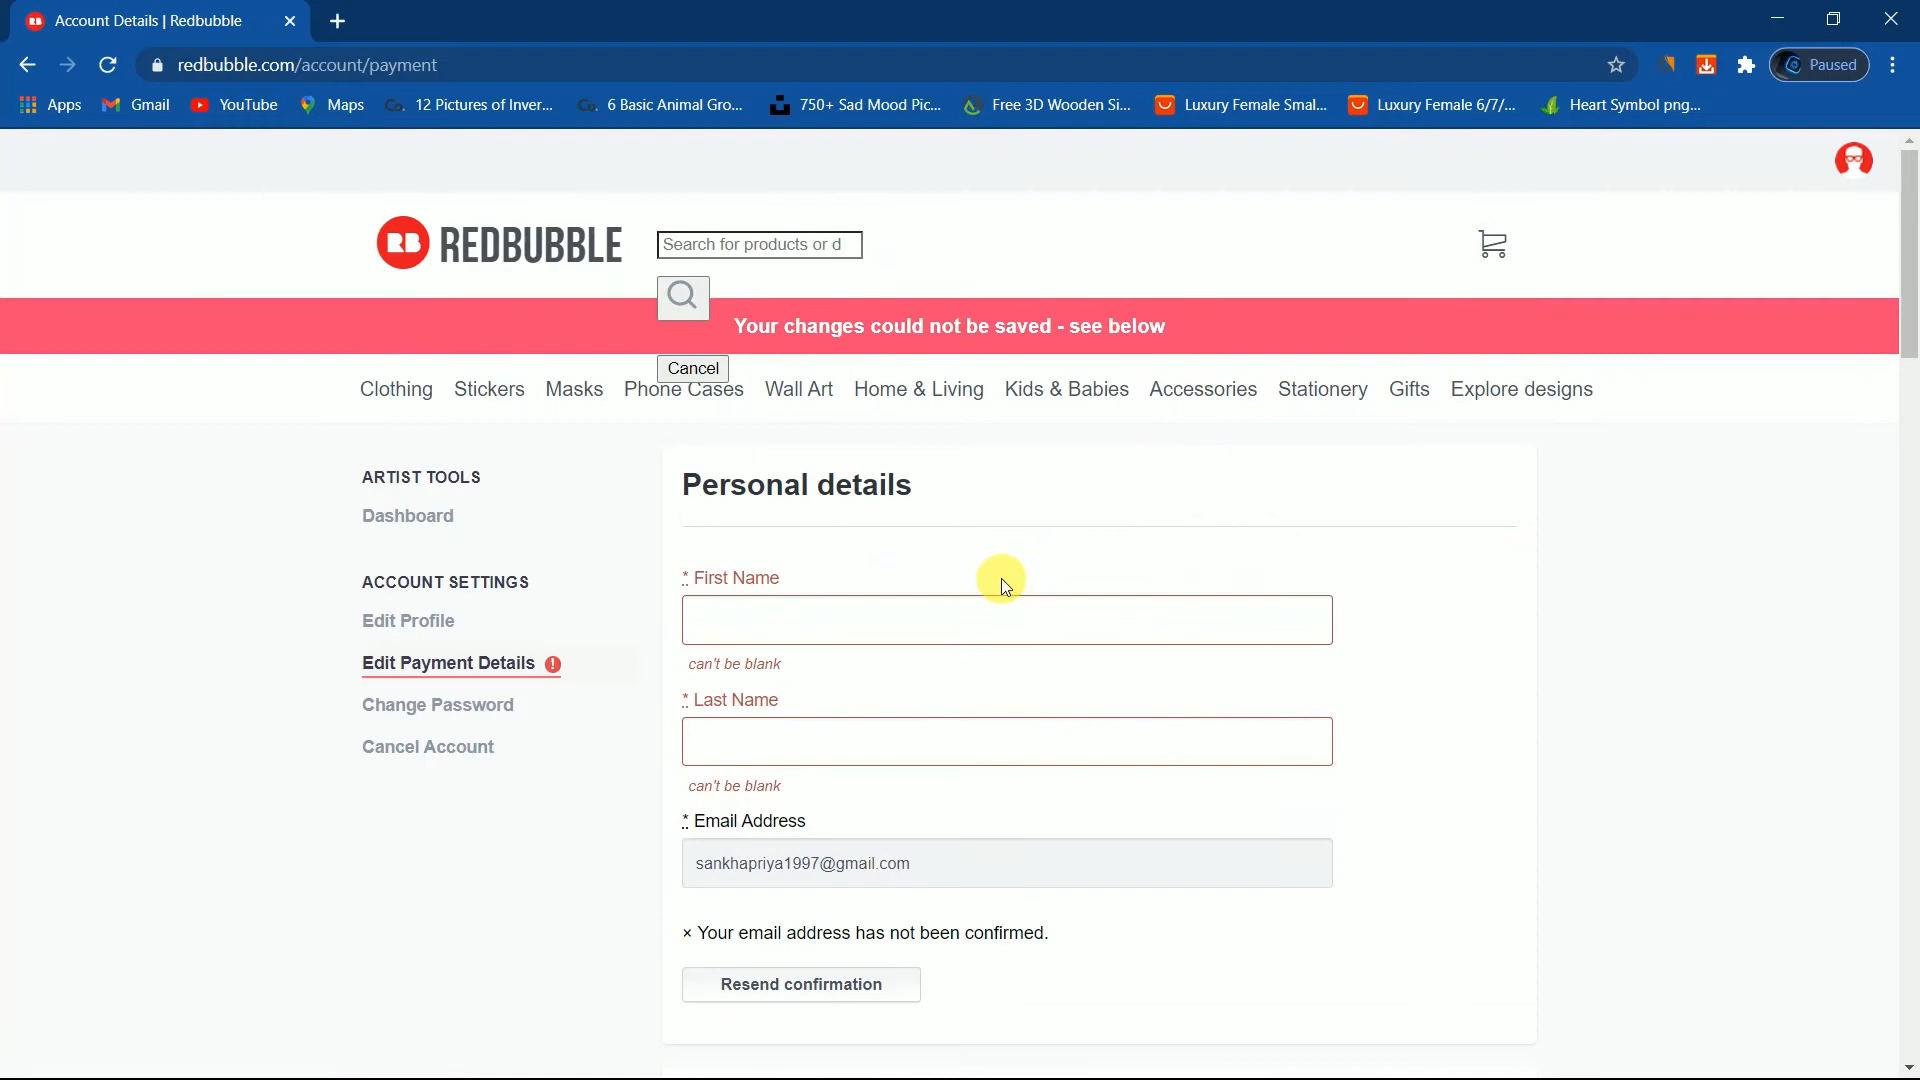 Account Details | Redbubble
redbubble.com/account/payment
Paused
Apps
Gmail
YouTube
Maps
12 Pictures of Inver...
6 Basic Animal Gro...
750+ Sad Mood Pic...
Free 3D Wooden Si...
Luxury Female Smal...
Luxury Female 6/7/...
Heart Symbol png...
RB REDBUBBLE
Search for products or d
Your changes could not be saved - see below
Cancel
Clothing Stickers Masks Phone Cases Wall Art Home & Living Kids & Babies Accessories Stationery Gifts Explore designs
ARTIST TOOLS
Dashboard
ACCOUNT SETTINGS
Edit Profile
Edit Payment Details !
Change Password
Cancel Account
Personal details
* First Name
can't be blank
* Last Name
can't be blank
* Email Address
sankhapriya1997@gmail.com
× Your email address has not been confirmed.
Resend confirmation